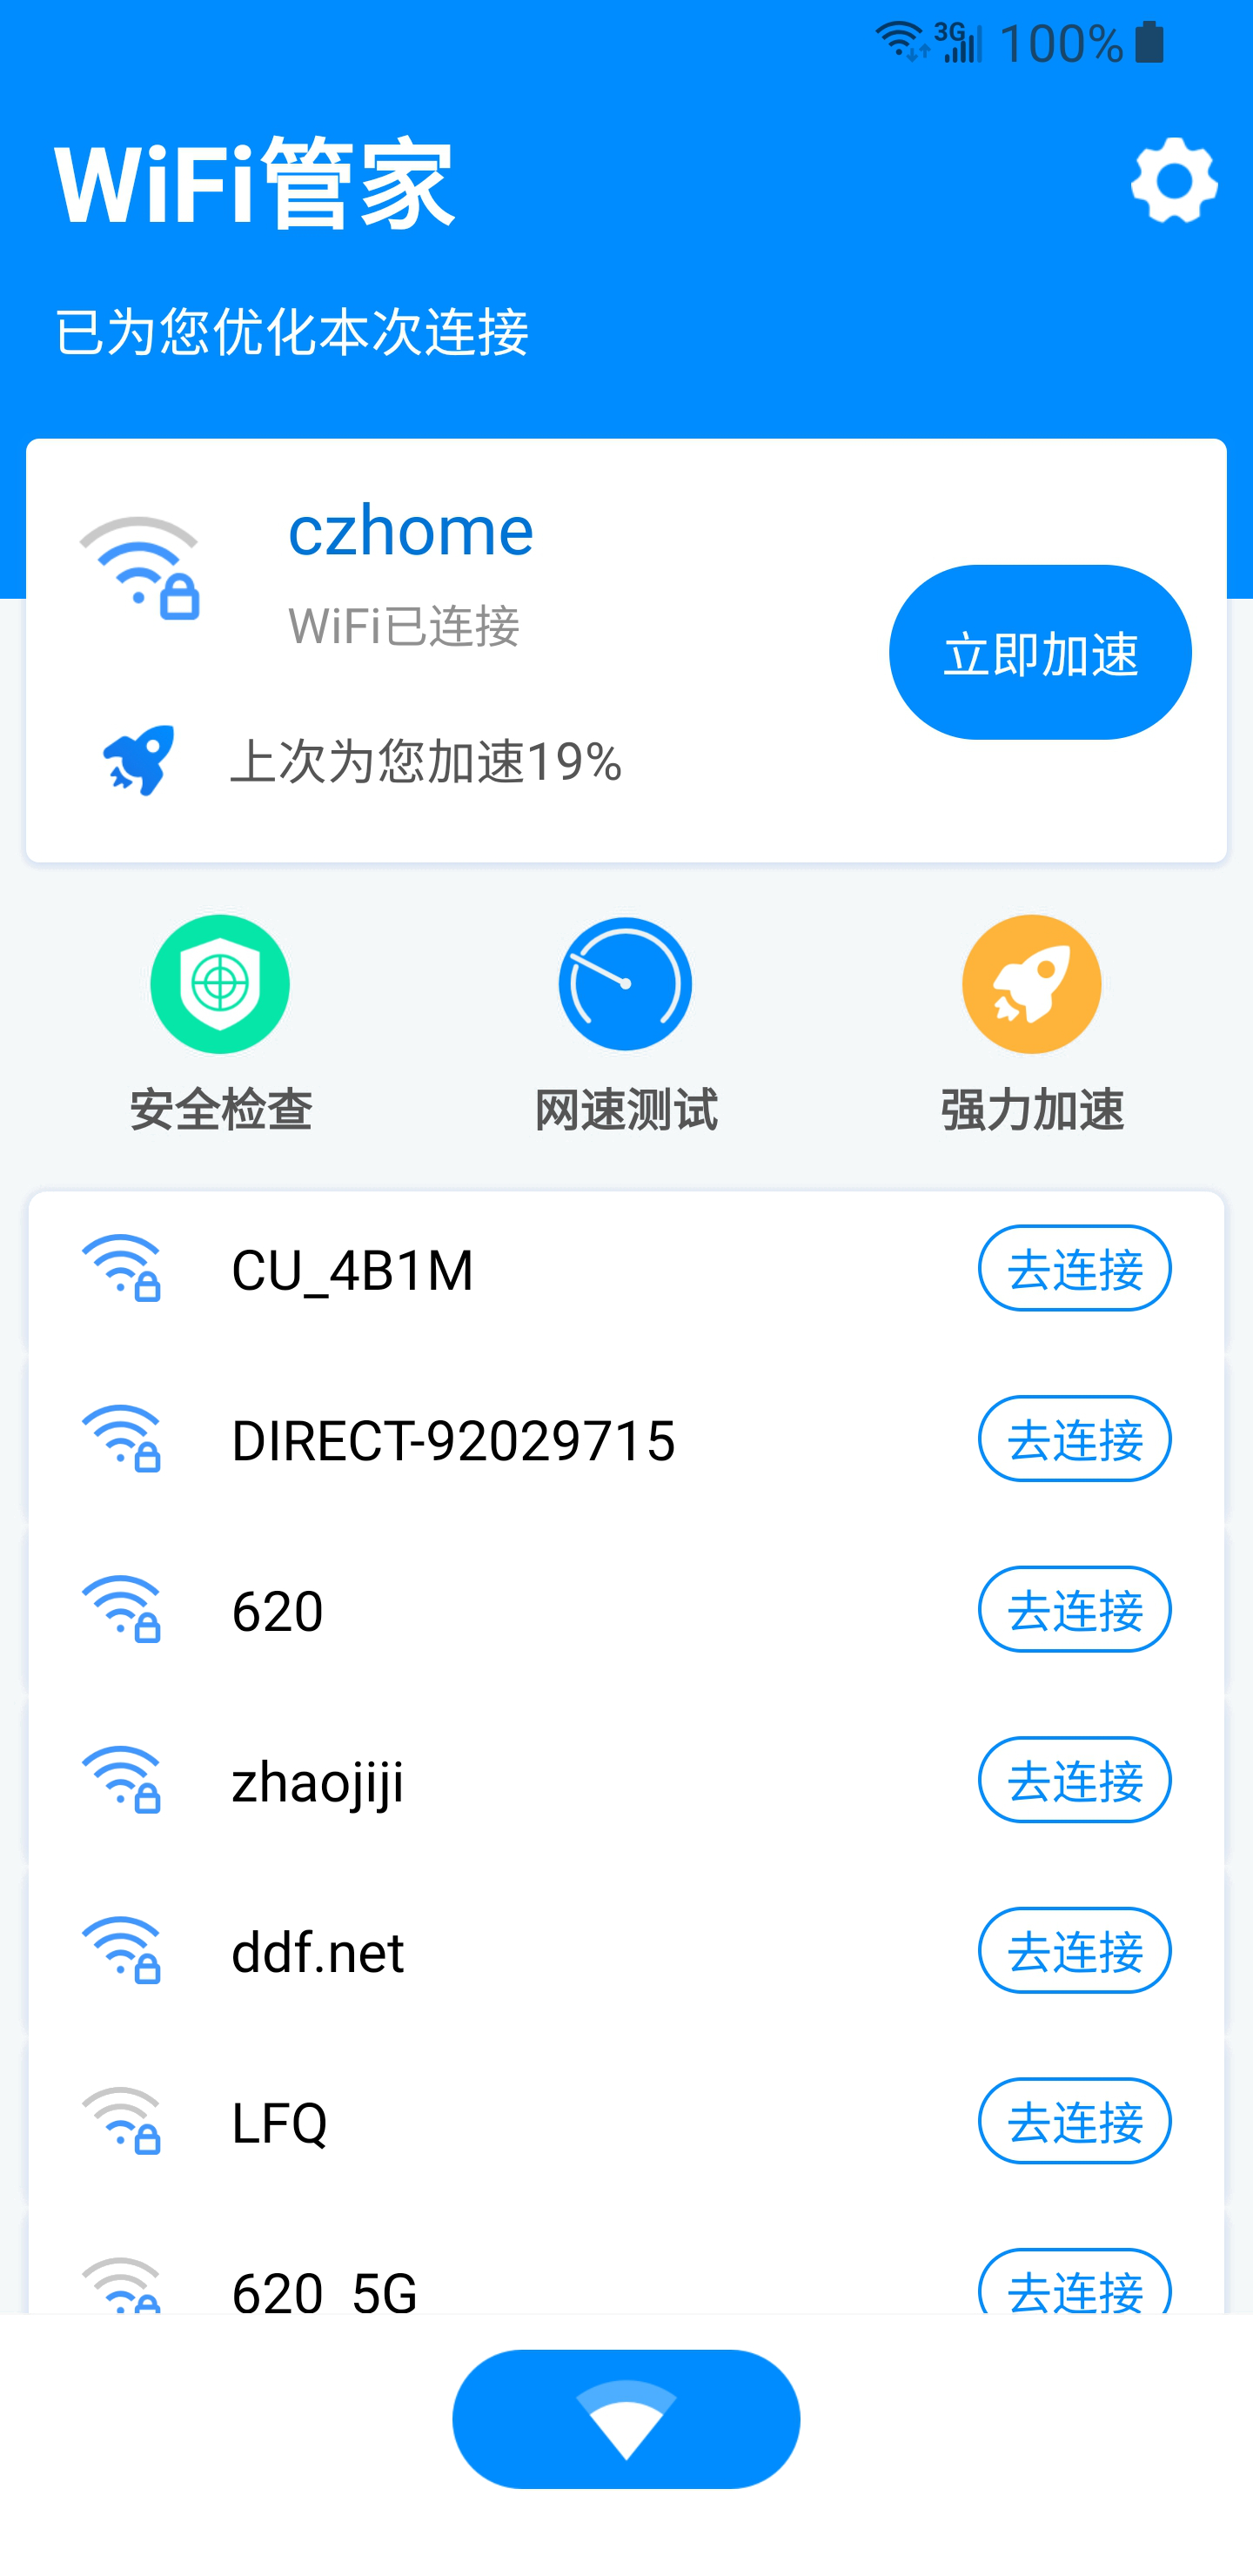 3G 100%
WiFi管家
已为您优化本次连接
czhome
WiFi已连接
立即加速
上次为您加速19%
安全检查 网速测试 强力加速
CU_4B1M 去连接
DIRECT-92029715 去连接
620 去连接
zhaojiji 去连接
ddf.net 去连接
LFQ 去连接
620_5G 去连接